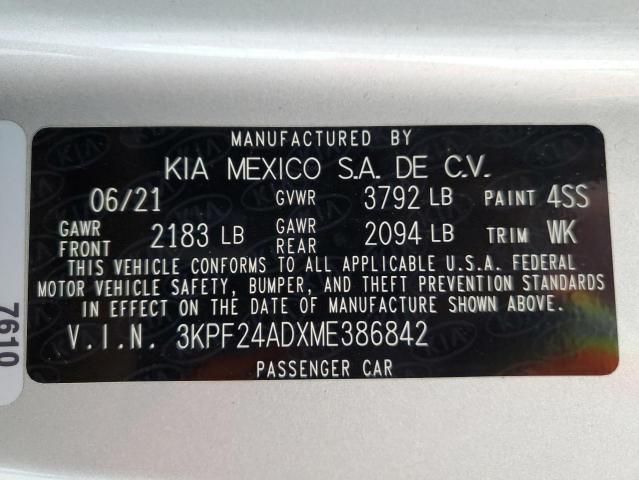 MANUFACTURED BY
KIA MEXICO S.A. DE C.V.
06/21 GVWR 3792 LB PAINT 4SS
GAWR FRONT 2183 LB GAWR REAR 2094 LB TRIM WK
THIS VEHICLE CONFORMS TO ALL APPLICABLE U.S.A. FEDERAL
MOTOR VEHICLE SAFETY, BUMPER, AND THEFT PREVENTION STANDARDS
IN EFFECT ON THE DATE OF MANUFACTURE SHOWN ABOVE.
V.I.N. 3KPF24ADXME386842
PASSENGER CAR
7610